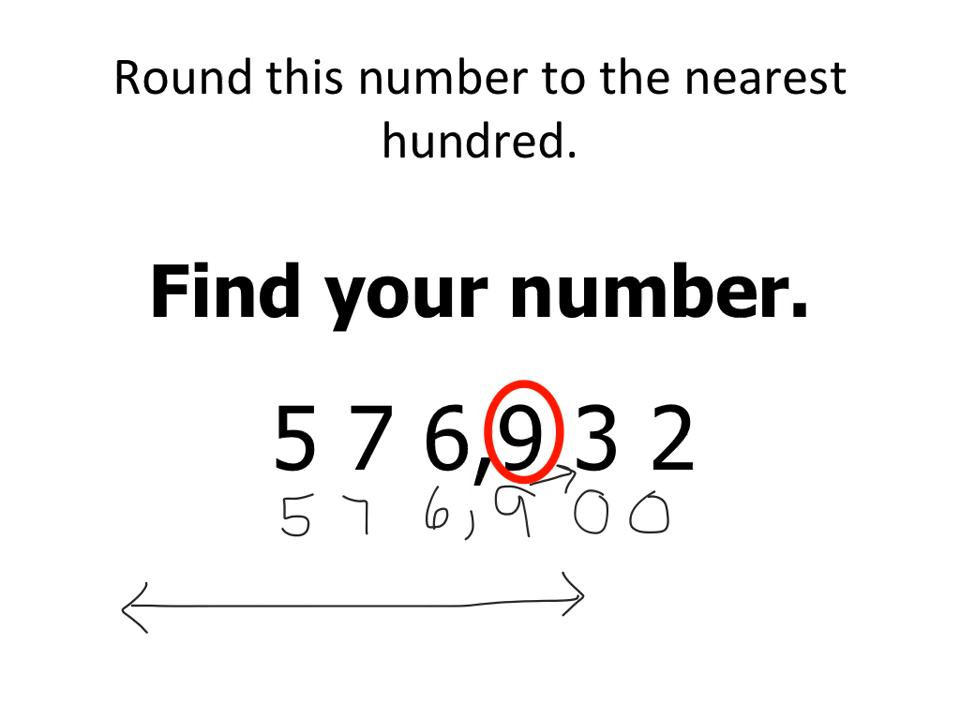 Round this number to the nearest
hundred.
Find your number.
5 7 6,9 3 2
5 7 6,9 0 0